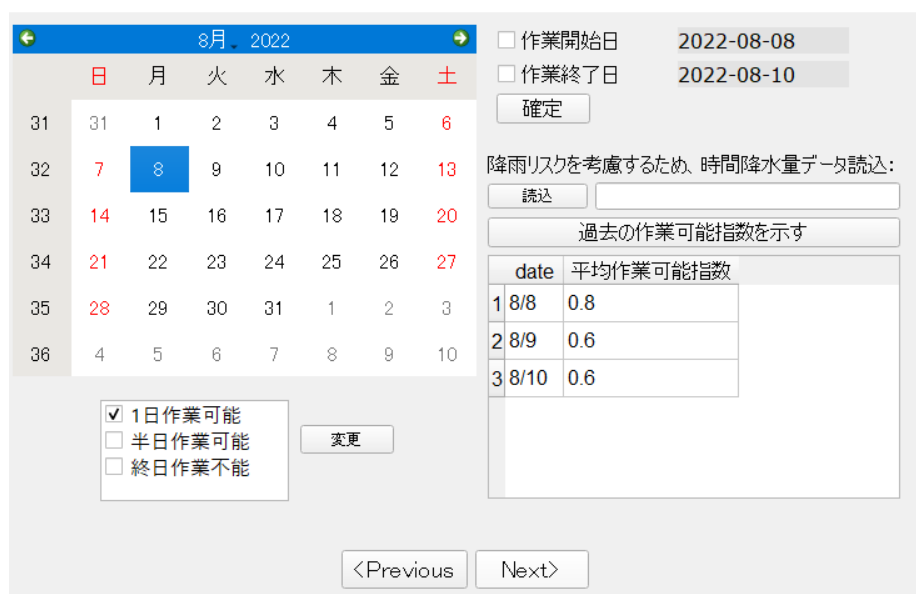 8月 2022
日 月 火 水 木 金 土
31 31 1 2 3 4 5 6
32 7 8 9 10 11 12 13
33 14 15 16 17 18 19 20
34 21 22 23 24 25 26 27
35 28 29 30 31 1 2 3
36 4 5 6 7 8 9 10
1日作業可能
半日作業可能
終日作業不能
変更
作業開始日 2022-08-08
作業終了日 2022-08-10
確定
降雨リスクを考慮するため、時間降水量データ読込:
読込
過去の作業可能指数を示す
date 平均作業可能指数
1 8/8 0.8
2 8/9 0.6
3 8/10 0.6
<Previous Next>